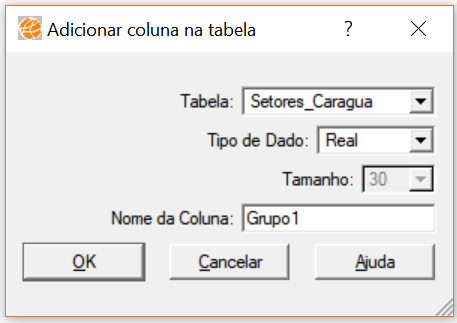 Adicionar coluna na tabela ?
Tabela: Setores_Caragua
Tipo de Dado: Real
Tamanho: 30
Nome da Coluna: Grupo1
OK Cancelar Ajuda